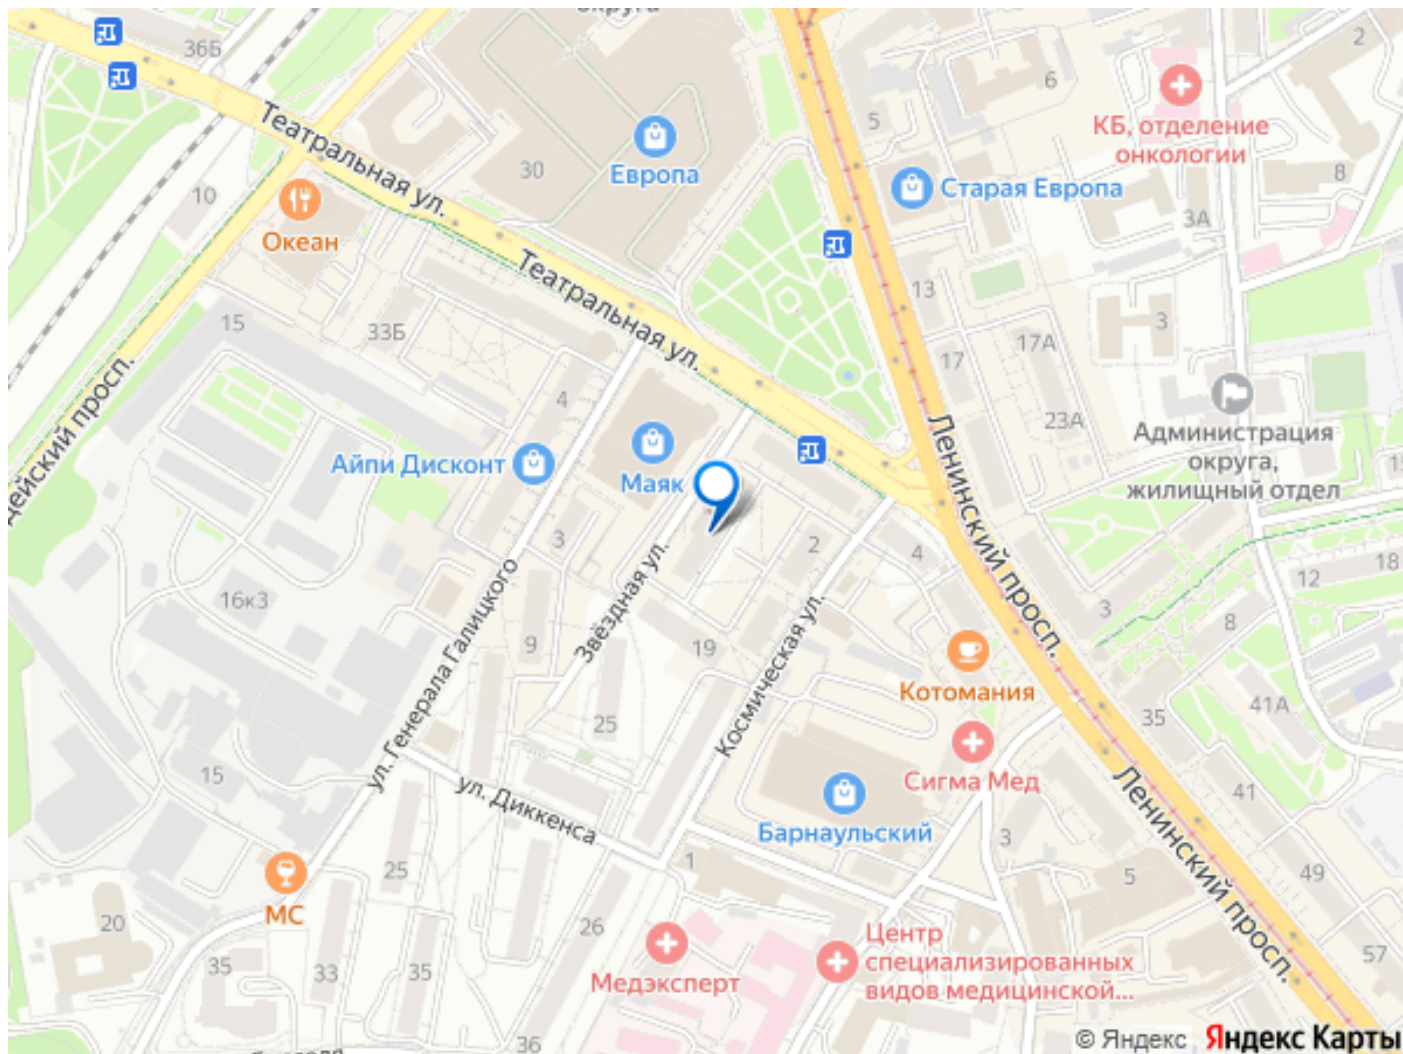 округа
36Б
2
6
5
КБ, отделение
онкологии
Театральная ул.
Европа
30
Старая Европа
8
10
3А
Океан
Театральная ул.
13
15
33Б
3
17А
17
4
23А
Ленинский просп.
Администрация
округа,
жилищный отдел
Айпи Дисконт
Маяк
дейский просп.
3
2
4
Звёздная ул.
18
12
16к3
ул. Генерала Галицкого
3
8
9
19
Космическая ул.
Котомания
25
35
41А
15
Сигма Мед
ул. Диккенса
Барнаульский
41
Ленинский просп.
3
1
25
5
49
МС
20
26
Центр
специализированных
видов медицинской...
Медэксперт
57
35
33
35
36
© Яндекс Яндекс Карты